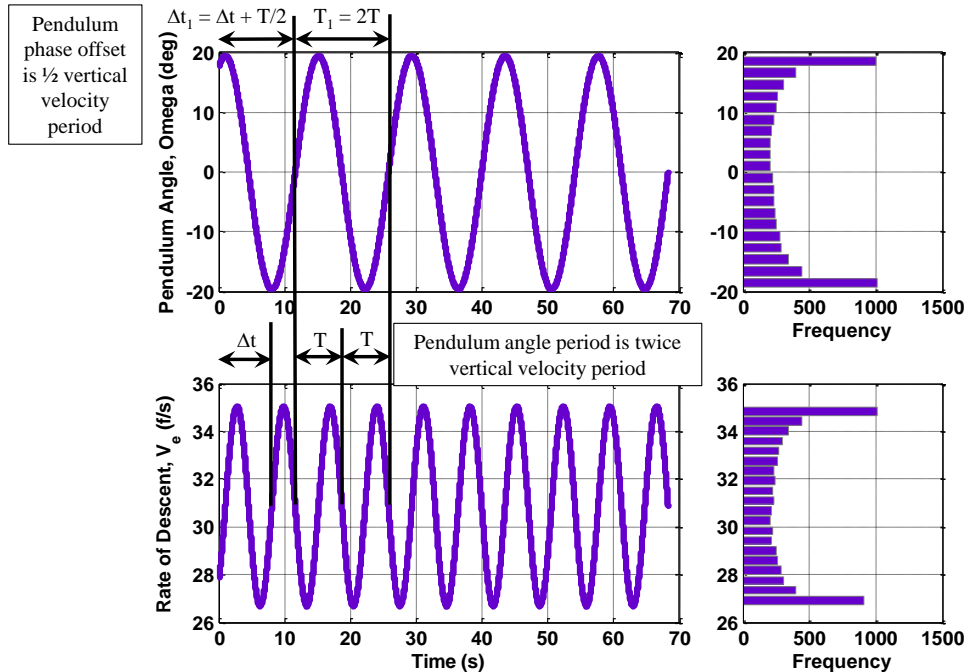 Pendulum
phase offset
is ½ vertical
velocity
period
Δt₁ = Δt + T/2
T₁ = 2T
Pendulum Angle, Omega (deg)
20
10
0
-10
-20
0 10 20 30 40 50 60 70
20
10
0
-10
-20
0 500 1000 1500
Frequency
Δt
T
T
Pendulum angle period is twice
vertical velocity period
Rate of Descent, V_e (f/s)
36
34
32
30
28
26
0 10 20 30 40 50 60 70
Time (s)
36
34
32
30
28
26
0 500 1000 1500
Frequency